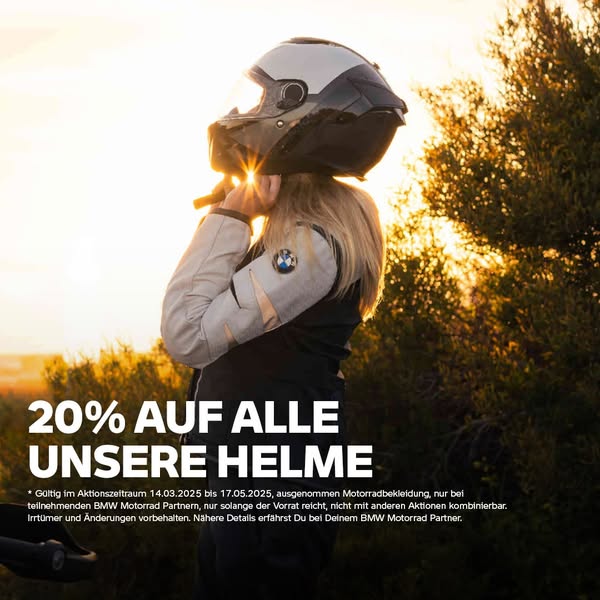 20% AUF ALLE
UNSERE HELME
* Gültig im Aktionszeitraum 14.03.2025 bis 17.05.2025, ausgenommen Motorradbekleidung, nur bei
teilnehmenden BMW Motorrad Partnern, nur solange der Vorrat reicht, nicht mit anderen Aktionen kombinierbar.
Irrtümer und Änderungen vorbehalten. Nähere Details erfährst Du bei Deinem BMW Motorrad Partner.